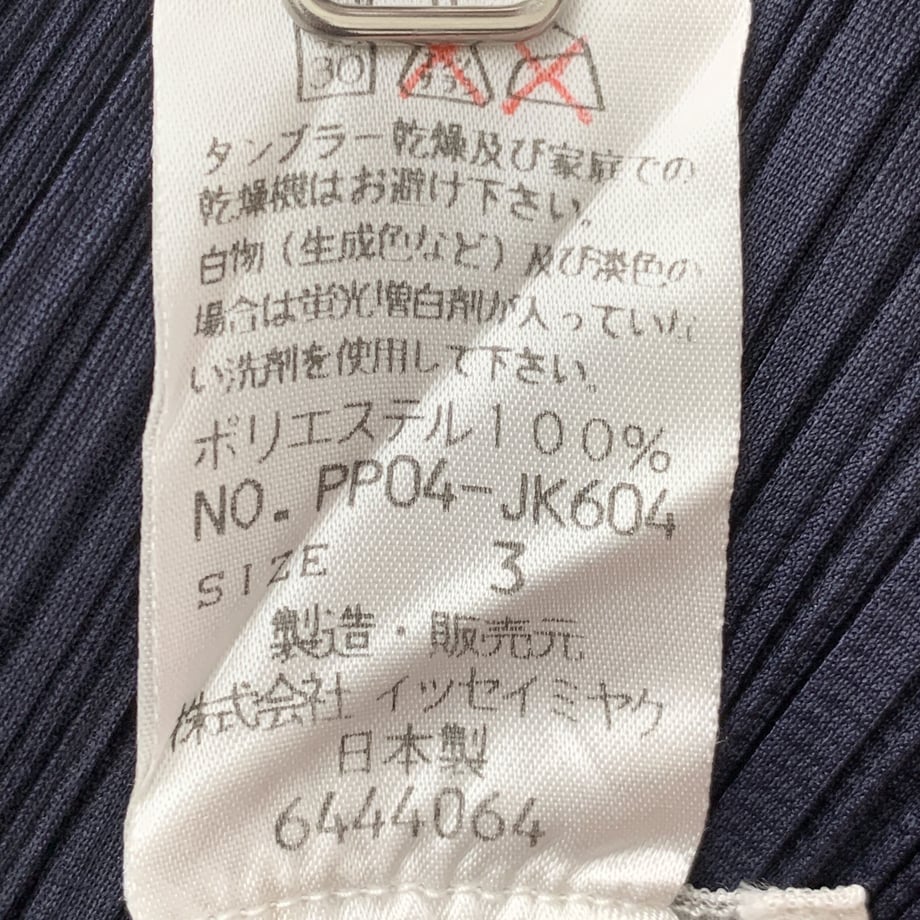 30
タンブラー乾燥及び家庭での
乾燥機はお避け下さい。
白物（生成色など）及び淡色の
場合は蛍光増白剤が入っていな
い洗剤を使用して下さい。
ポリエステル100%
NO. PP04-JK604
SIZE 3
製造・販売元
株式会社イッセイミヤケ
日本製
6444064